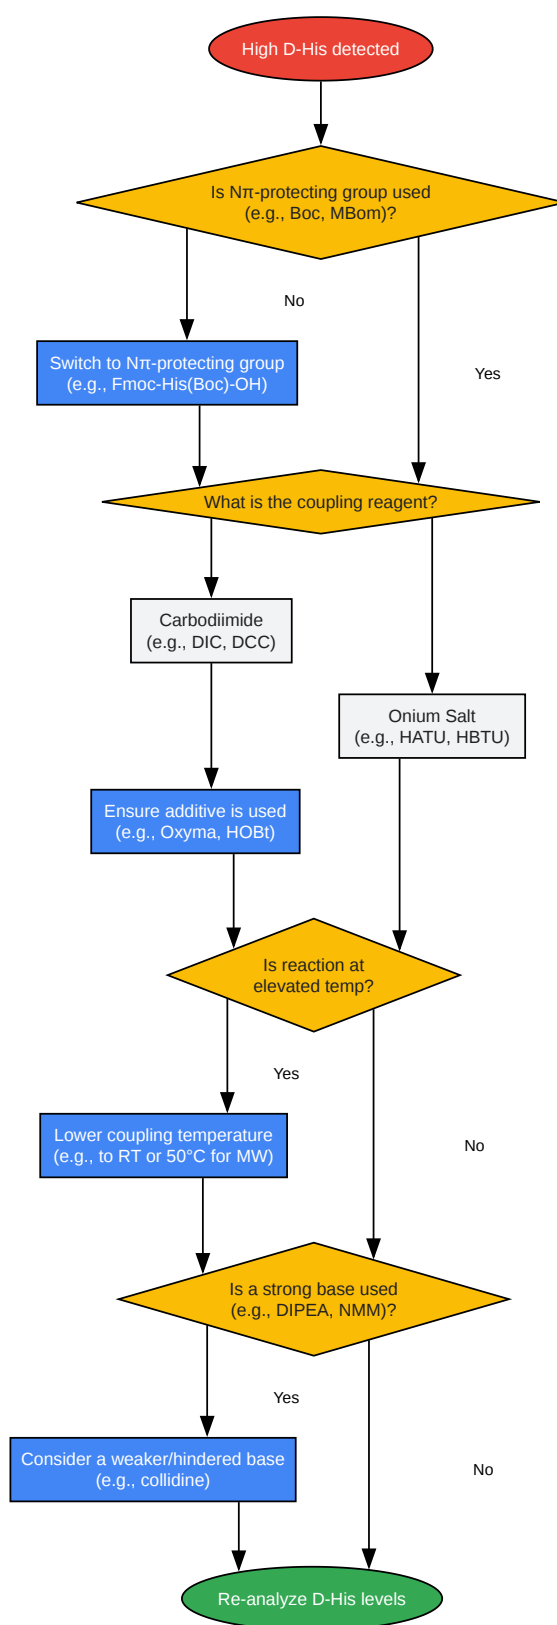 High D-His detected
Is Nπ-protecting group used
(e.g., Boc, MBom)?
No
Switch to Nπ-protecting group
(e.g., Fmoc-His(Boc)-OH)
Yes
What is the coupling reagent?
Carbodiimide
(e.g., DIC, DCC)
Onium Salt
(e.g., HATU, HBTU)
Ensure additive is used
(e.g., Oxyma, HOBt)
Is reaction at
elevated temp?
Yes
Lower coupling temperature
(e.g., to RT or 50°C for MW)
No
Is a strong base used
(e.g., DIPEA, NMM)?
Yes
Consider a weaker/hindered base
(e.g., collidine)
No
Re-analyze D-His levels